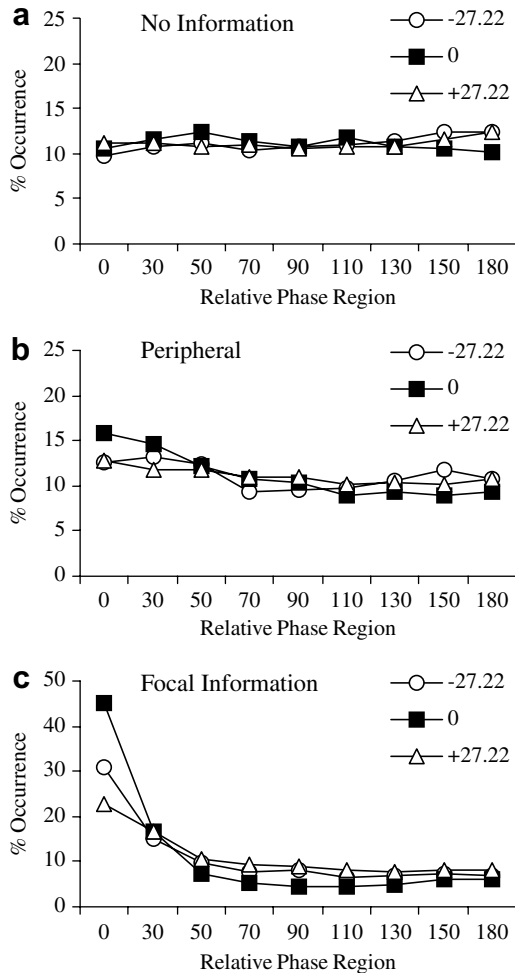 a
No Information
-27.22
0
+27.22
% Occurrence
25
20
15
10
5
0
0 30 50 70 90 110 130 150 180
Relative Phase Region
b
Peripheral
-27.22
0
+27.22
% Occurrence
25
20
15
10
5
0
0 30 50 70 90 110 130 150 180
Relative Phase Region
c
Focal Information
-27.22
0
+27.22
% Occurrence
50
40
30
20
10
0
0 30 50 70 90 110 130 150 180
Relative Phase Region